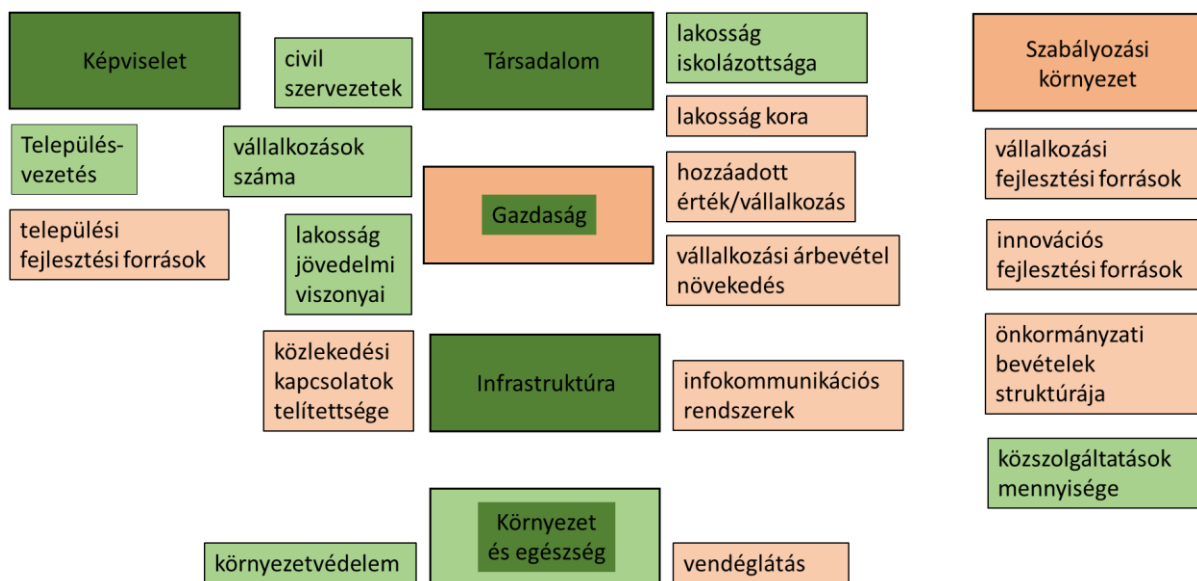 Képviselet
Település-
vezetés
települési
fejlesztési források
civil
szervezetek
vállalkozások
száma
lakosság
jövedelmi
viszonyai
közlekedési
kapcsolatok
telítettsége
környezetvédelem
Társadalom
Gazdaság
Infrastruktúra
Környezet
és egészség
lakosság
iskolázottsága
lakosság kora
hozzáadott
érték/vállalkozás
vállalkozási árbevétel
növekedés
infokommunikációs
rendszerek
vendéglátás
Szabályozási
környezet
vállalkozási
fejlesztési források
innovációs
fejlesztési források
önkormányzati
bevételek
struktúrája
közszolgáltatások
mennyisége